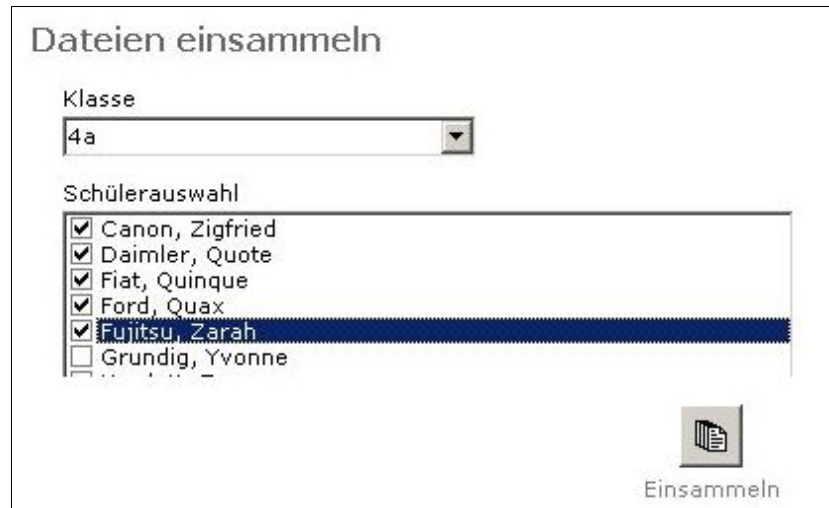 Dateien einsammeln
Klasse
4a
Schülerauswahl
Canon, Zigfried
Daimler, Quote
Fiat, Quinque
Ford, Quax
Fujitsu, Zarah
Grundig, Yvonne
Einsammeln